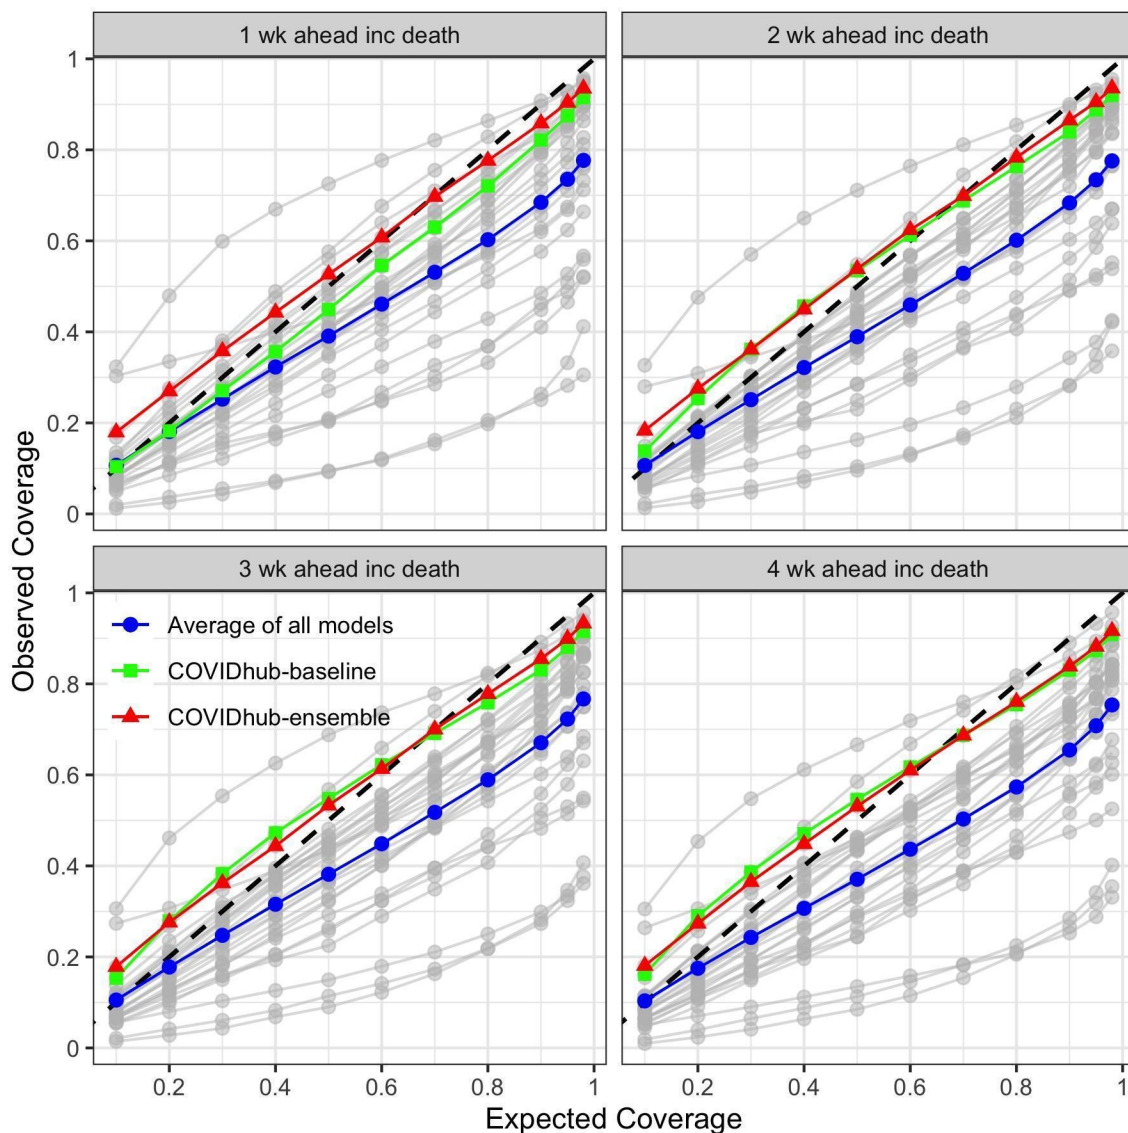 1 wk ahead inc death
2 wk ahead inc death
1
0.8
0.6
0.4
0.2
0
3 wk ahead inc death
4 wk ahead inc death
1
0.8
0.6
0.4
0.2
0
Average of all models
COVIDhub-baseline
COVIDhub-ensemble
Observed Coverage
0.2 0.4 0.6 0.8 1
0.2 0.4 0.6 0.8 1
Expected Coverage